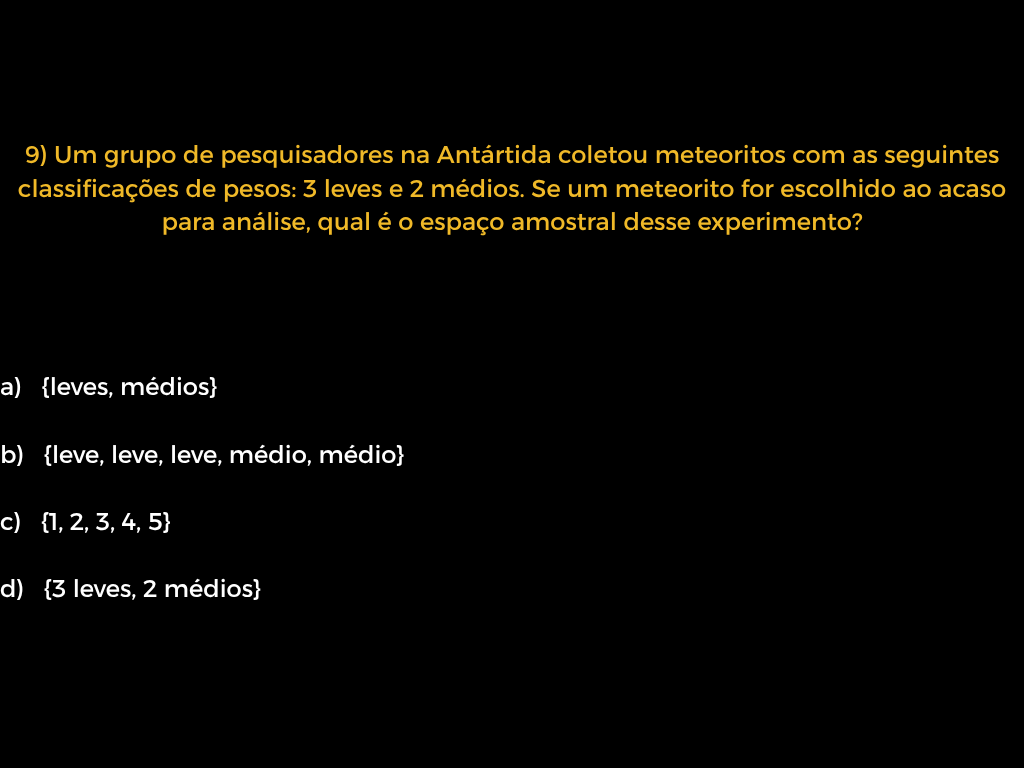 9) Um grupo de pesquisadores na Antártida coletou meteoritos com as seguintes
classificações de pesos: 3 leves e 2 médios. Se um meteorito for escolhido ao acaso
para análise, qual é o espaço amostral desse experimento?
a) {leves, médios}
b) {leve, leve, leve, médio, médio}
c) {1, 2, 3, 4, 5}
d) {3 leves, 2 médios}